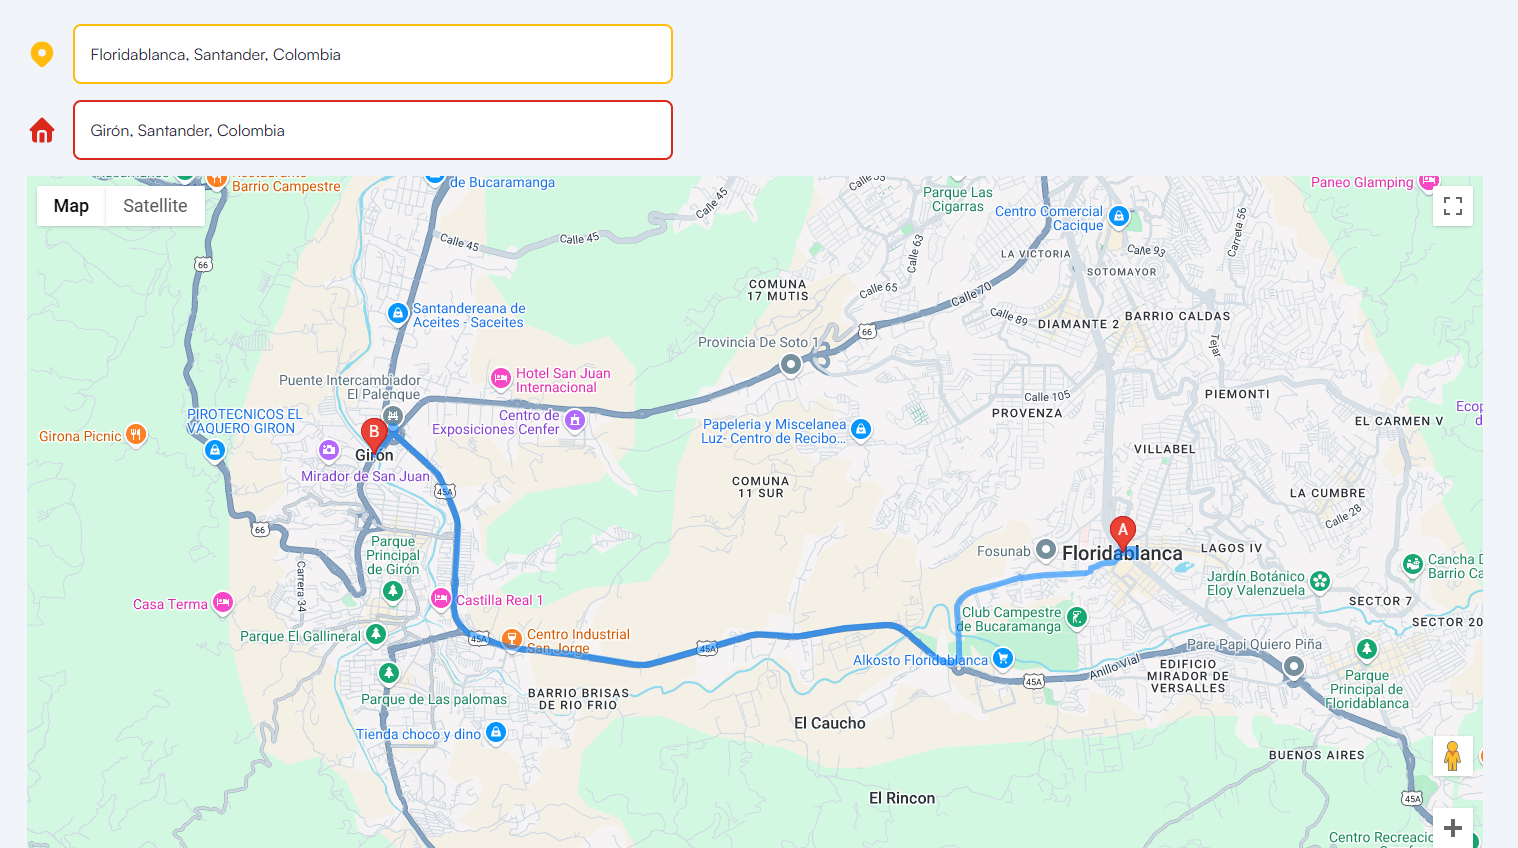 Floridablanca, Santander, Colombia
Girón, Santander, Colombia
Map
Satellite
Restaurante
Barrio Campestre
de Bucaramanga
Calle 45
Calle 45
Calle 45
Parque Las
Cigarras
Centro Comercial
Cacique
Paneo Glamping
Calle 63
Calle 93
Carrera 56
LA VICTORIA
SOTOMAYOR
66
COMUNA
17 MUTIS
Calle 65
Calle 70
Calle 89
DIAMANTE 2
BARRIO CALDAS
Tejar
Santandereana de
Aceites - Saceites
Provincia De Soto 1
66
Puente Intercambiador
El Palenque
Hotel San Juan
Internacional
Calle 105
PROVENZA
PIEMONTI
PIROTECNICOS EL
VAQUERO GIRON
Centro de
Exposiciones Cenfer
Papeleria y Miscelanea
Luz- Centro de Recibo...
EL CARMEN V
Girona Picnic
B
Girón
Mirador de San Juan
VILLABEL
COMUNA
11 SUR
45A
LA CUMBRE
Calle 28
66
A
Fosunab
Floridablanca
LAGOS IV
Parque
Principal
de Girón
Carrera 34
Jardín Botánico
Eloy Valenzuela
Barrio Ca
Casa Terma
Castilla Real 1
Club Campestre
de Bucaramanga
SECTOR 7
SECTOR 20
Parque El Gallineral
45A
Centro Industrial
San Jorge
45A
Alkosto Floridablanca
45A
Anillo Vial
Pare Papi Quiero Piña
EDIFICIO
MIRADOR DE
VERSALLES
Parque
Principal de
Floridablanca
Parque de Las palomas
BARRIO BRISAS
DE RIO FRIO
El Caucho
Tienda choco y dino
BUENOS AIRES
El Rincon
45A